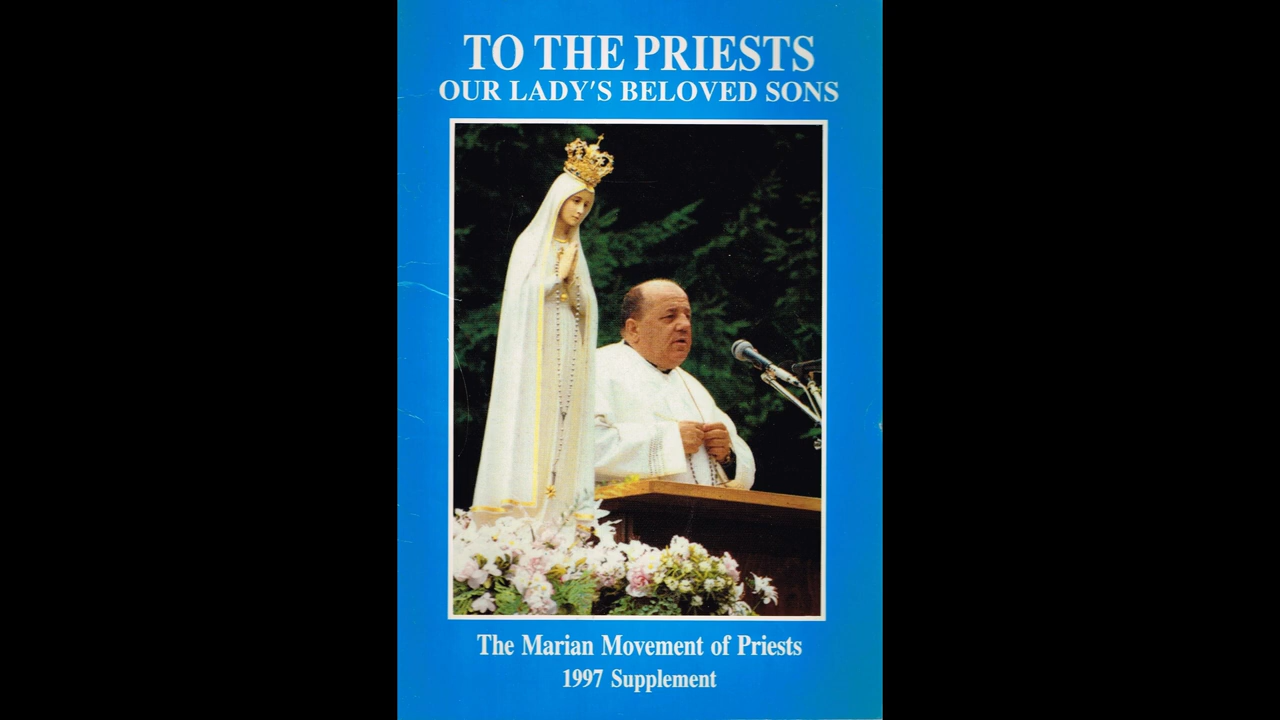 TO THE PRIESTS
OUR LADY'S BELOVED SONS
The Marian Movement of Priests
1997 Supplement